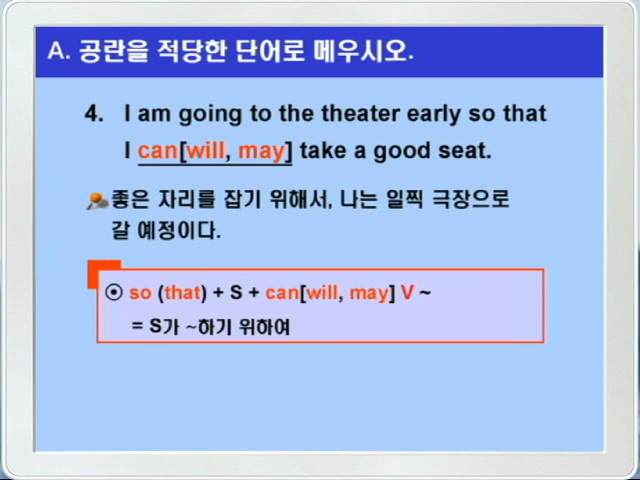 A. 공란을 적당한 단어로 메우시오.
4. I am going to the theater early so that
I can[will, may] take a good seat.
좋은 자리를 잡기 위해서, 나는 일찍 극장으로
갈 예정이다.
⊙ so (that) + S + can[will, may] V ~
= S가 ~하기 위하여